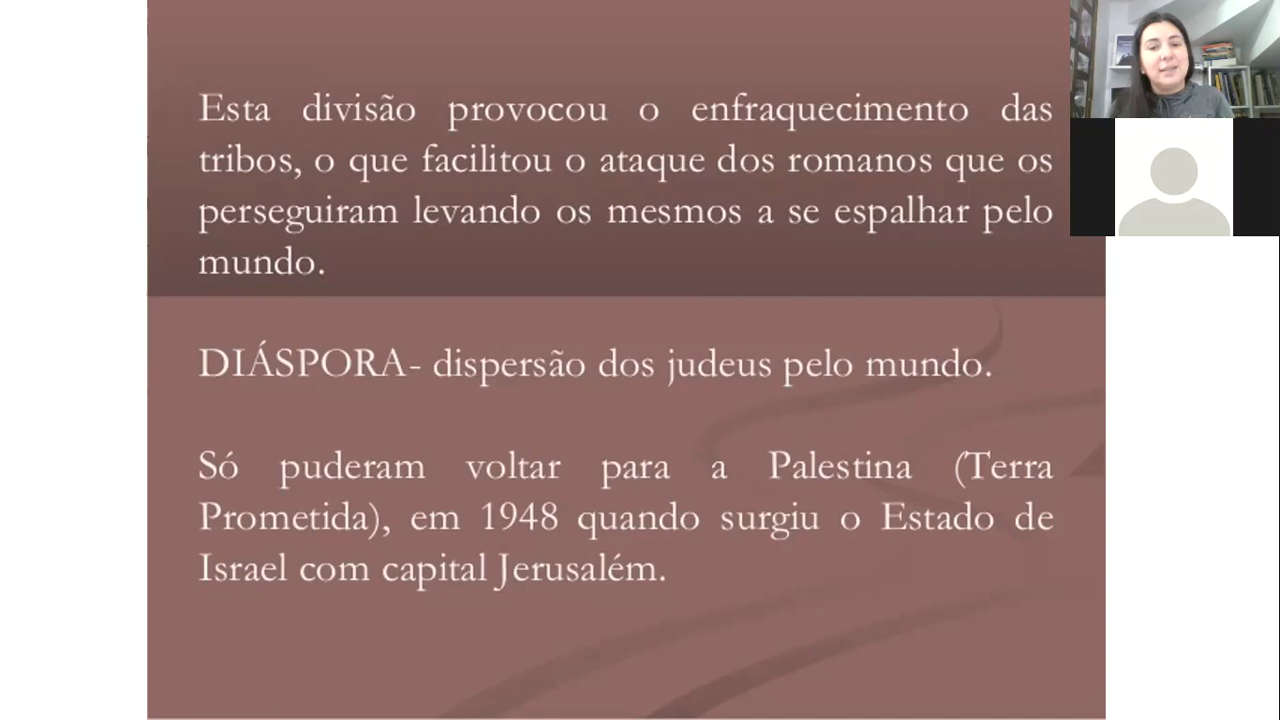 Esta divisão provocou o enfraquecimento das
tribos, o que facilitou o ataque dos romanos que os
perseguiram levando os mesmos a se espalhar pelo
mundo.
DIÁSPORA- dispersão dos judeus pelo mundo.
Só puderam voltar para a Palestina (Terra
Prometida), em 1948 quando surgiu o Estado de
Israel com capital Jerusalém.